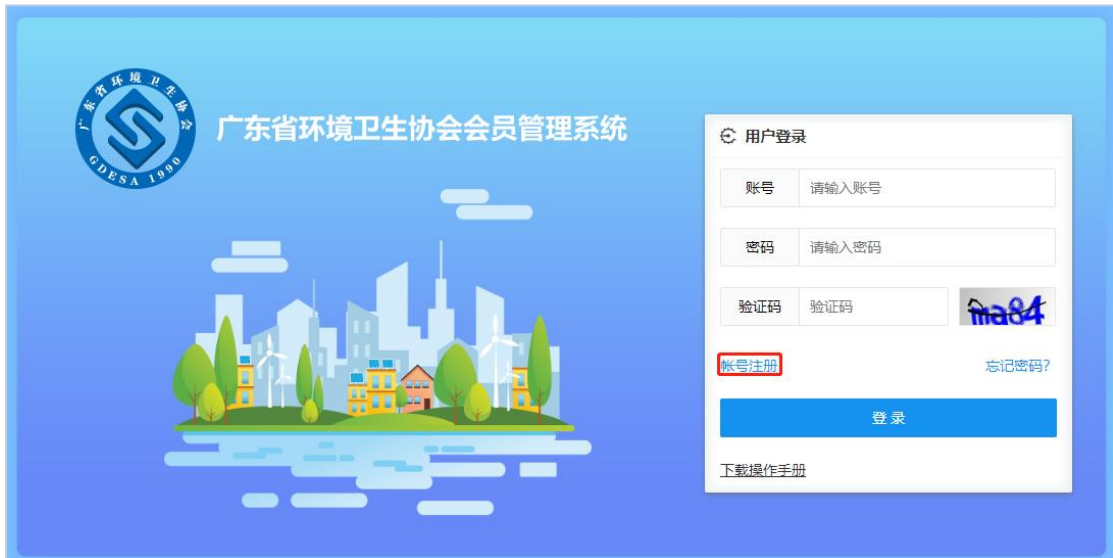 广东省环境卫生协会
GDESA 1990
广东省环境卫生协会会员管理系统
用户登录
账号 请输入账号
密码 请输入密码
验证码 验证码 ma84
帐号注册 忘记密码?
登录
下载操作手册